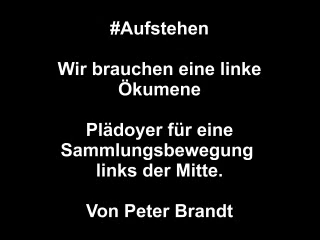 #Aufstehen
Wir brauchen eine linke
Ökumene
Plädoyer für eine
Sammlungsbewegung
links der Mitte.
Von Peter Brandt